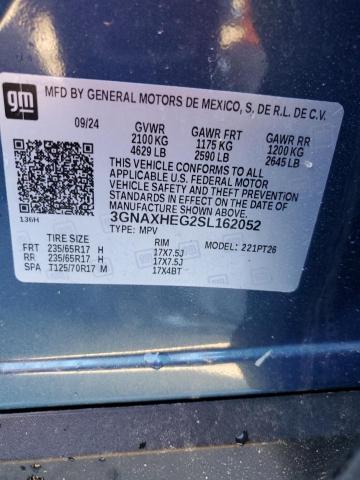 gm
MFD BY GENERAL MOTORS DE MEXICO, S. DE R.L. DE C.V.
09/24 GVWR GAWR FRT GAWR RR
2100 KG 1175 KG 1200 KG
4629 LB 2590 LB 2645 LB
THIS VEHICLE CONFORMS TO ALL
APPLICABLE U.S. FEDERAL MOTOR
VEHICLE SAFETY AND THEFT
PREVENTION STANDARDS IN EFFECT
ON THE DATE OF MANUFACTURE
SHOWN ABOVE.
3GNAXHEG2SL162052
136H TYPE: MPV
TIRE SIZE RIM MODEL: 221PT26
FRT 235/65R17 H 17X7.5J
RR 235/65R17 H 17X7.5J
SPA T125/70R17 M 17X4BT